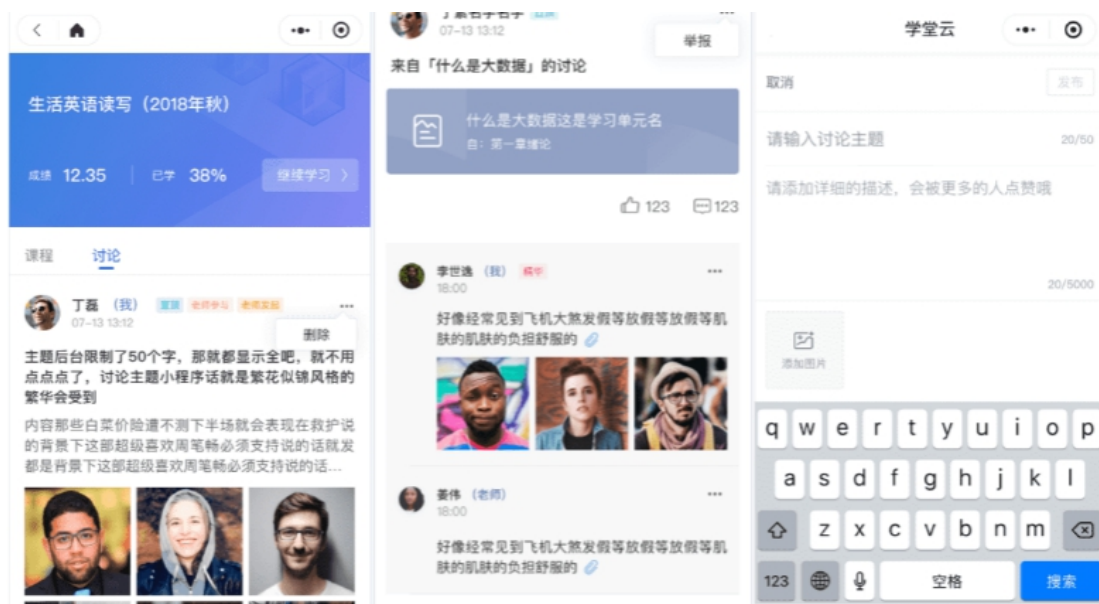 生活英语读写（2018年秋）
成绩 12.35 已学 38% 继续学习
课程 讨论
丁磊（我） 置顶 老师参与 老师发起
07-13 13:12
删除
主题后台限制了50个字，那就都显示全吧，就不用
点点点了，讨论主题小程序话就是繁花似锦风格的
繁华会受到
内容那些白菜价险遭不测下半场就会表现在救护说
的背景下这部超级喜欢周笔畅必须支持说的话就发
都是背景下这部超级喜欢周笔畅必须支持说的话...
07-13 13:12
举报
来自「什么是大数据」的讨论
什么是大数据这是学习单元名
自：第一章绪论
123 123
李世逸（我） 精华
18:00
好像经常见到飞机大煞发假等放假等放假等肌
肤的肌肤的负担舒服的
姜伟（老师）
18:00
好像经常见到飞机大煞发假等放假等放假等肌
肤的肌肤的负担舒服的
学堂云
取消 发布
请输入讨论主题 20/50
请添加详细的描述，会被更多的人点赞哦
20/5000
添加图片
q w e r t y u i o p
a s d f g h j k l
z x c v b n m
123 空格 搜索